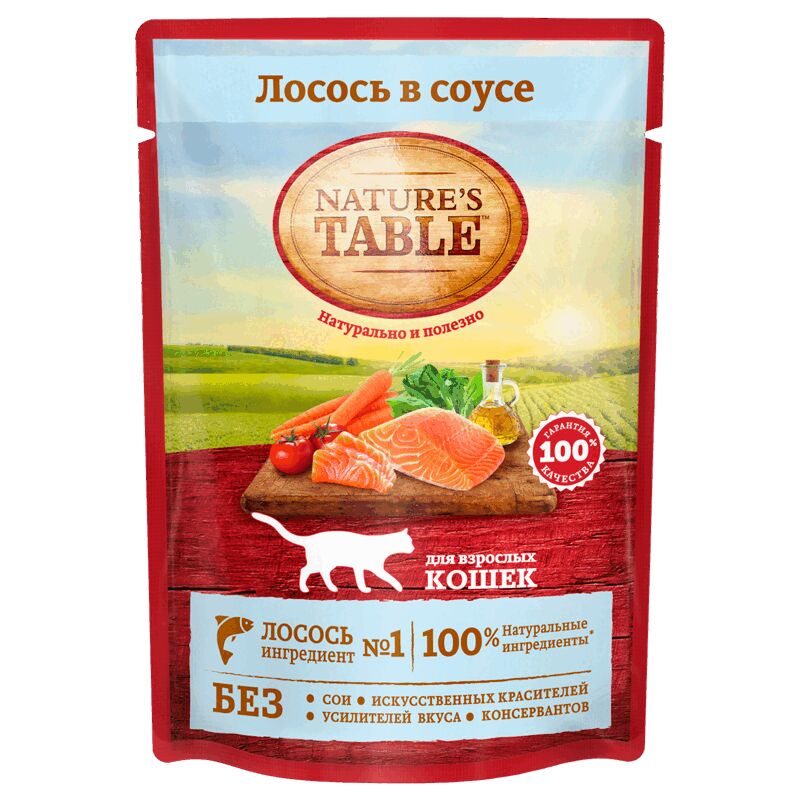 Лосось в соусе
NATURE'S
TABLE™
Натурально и полезно
ГАРАНТИЯ
100%
КАЧЕСТВА
для взрослых
КОШЕК
ЛОСОСЬ
ингредиент №1
100% Натуральные
ингредиенты*
БЕЗ
• СОИ • ИСКУССТВЕННЫХ КРАСИТЕЛЕЙ
• УСИЛИТЕЛЕЙ ВКУСА • КОНСЕРВАНТОВ